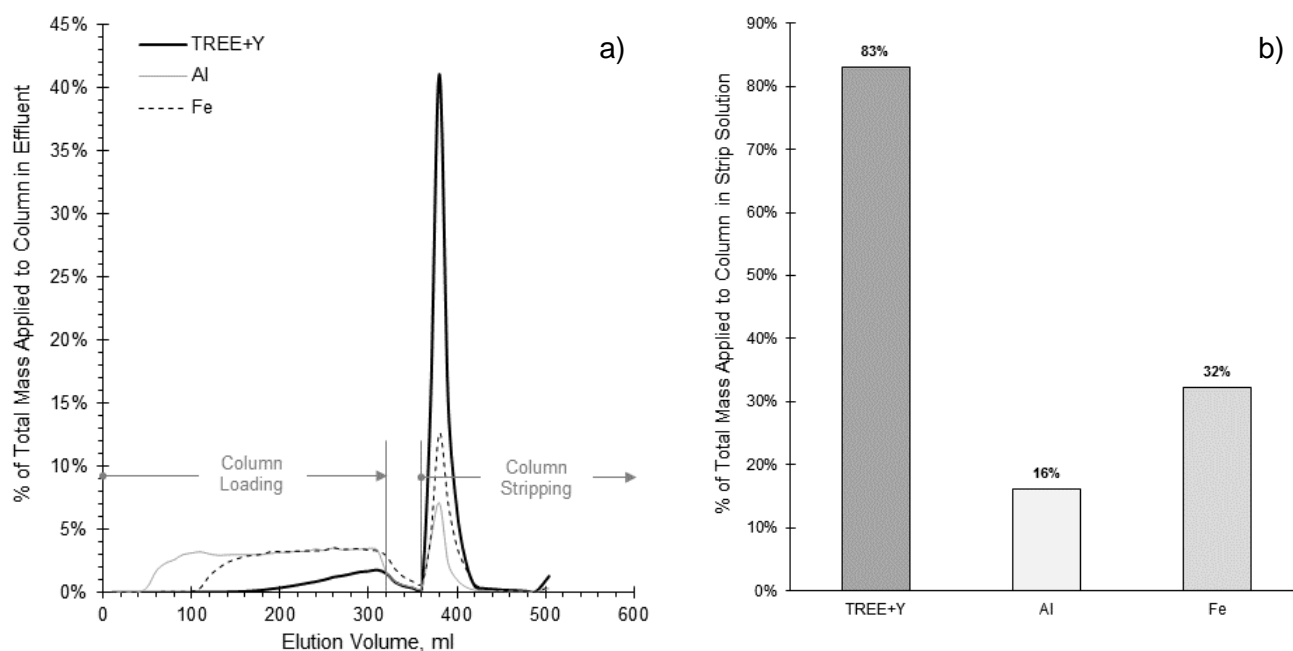 a)
TREE+Y
Al
Fe
% of Total Mass Applied to Column in Effluent
45%
40%
35%
30%
25%
20%
15%
10%
5%
0%
Column
Loading
Column
Stripping
0
100
200
300
400
500
600
Elution Volume, ml
b)
% of Total Mass Applied to Column in Strip Solution
90%
80%
70%
60%
50%
40%
30%
20%
10%
0%
83%
16%
32%
TREE+Y
Al
Fe